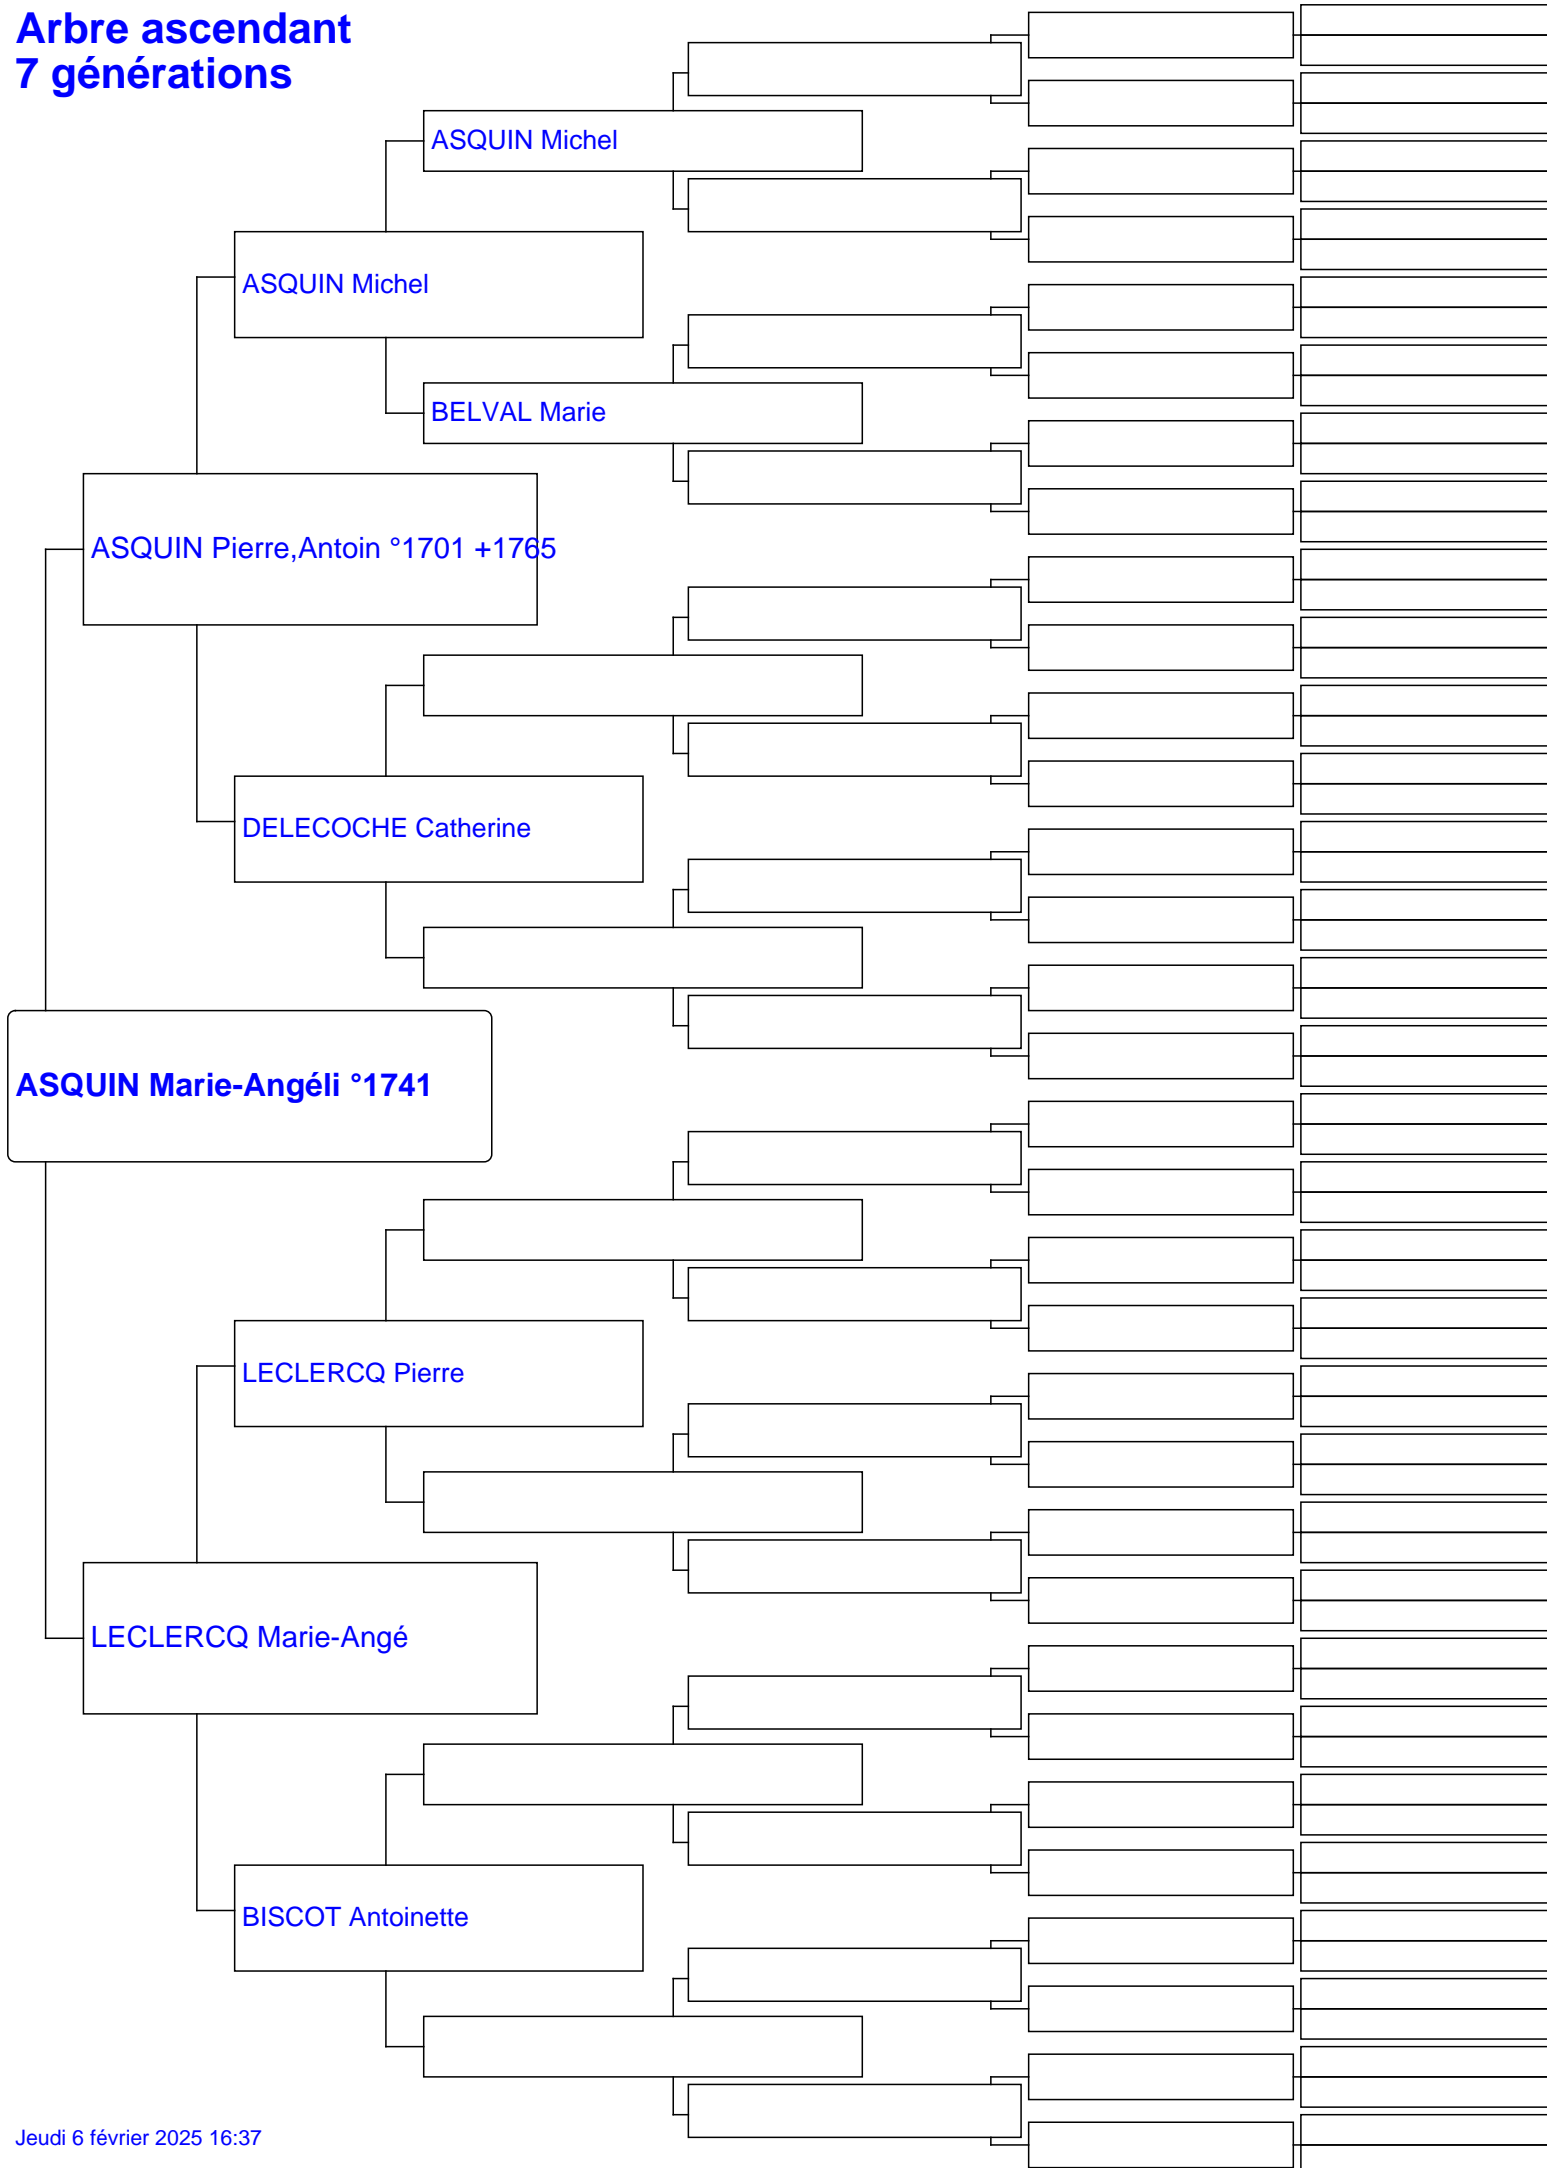 Arbre ascendant
7 générations
ASQUIN Michel
ASQUIN Michel
BELVAL Marie
ASQUIN Pierre,Antoin °1701 +1765
DELECOCHE Catherine
ASQUIN Marie-Angéli °1741
LECLERCQ Pierre
LECLERCQ Marie-Angé
BISCOT Antoinette
Jeudi 6 février 2025 16:37